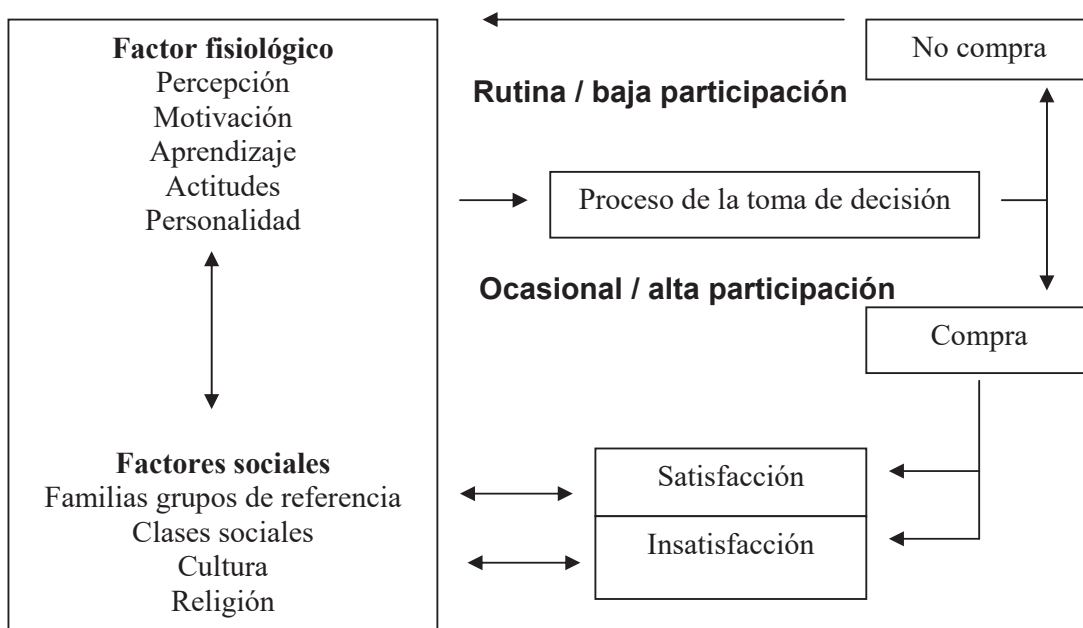 Factor fisiológico
Percepción
Motivación
Aprendizaje
Actitudes
Personalidad
Factores sociales
Familias grupos de referencia
Clases sociales
Cultura
Religión
No compra
Rutina / baja participación
Proceso de la toma de decisión
Ocasional / alta participación
Compra
Satisfacción
Insatisfacción